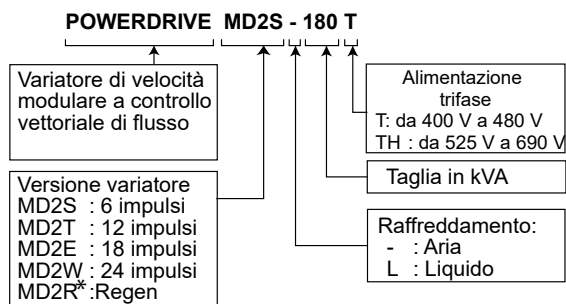 POWERDRIVE MD2S - 180 T
Variatore di velocità
modulare a controllo
vettoriale di flusso
Alimentazione
trifase
T: da 400 V a 480 V
TH : da 525 V a 690 V
Taglia in kVA
Versione variatore
MD2S : 6 impulsi
MD2T : 12 impulsi
MD2E : 18 impulsi
MD2W : 24 impulsi
MD2R* :Regen
Raffreddamento:
- : Aria
L : Liquido